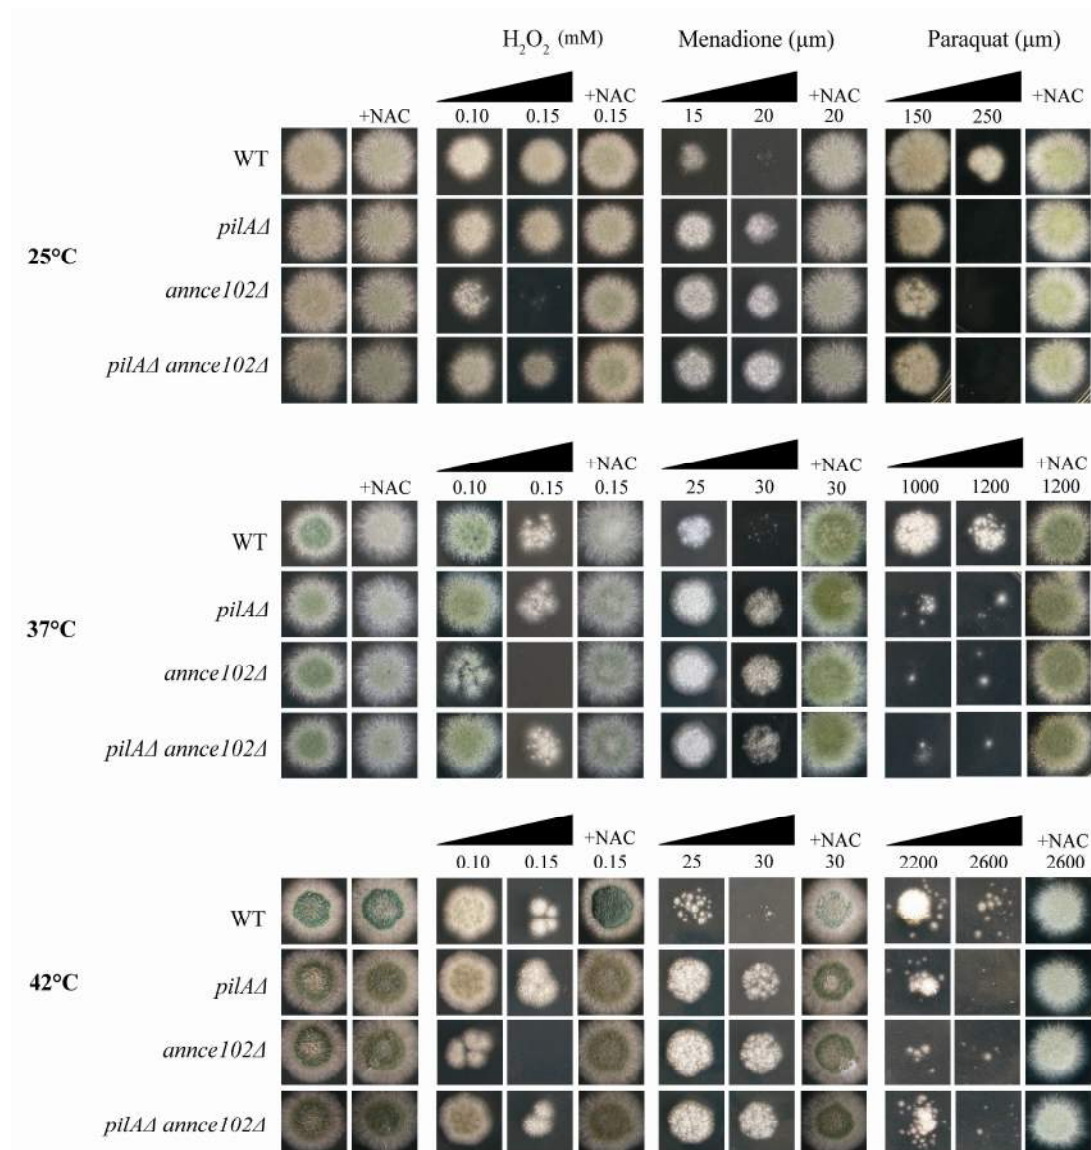 H2O2 (mM) Menadione (μm) Paraquat (μm)
+NAC +NAC +NAC
+NAC 0.10 0.15 0.15 15 20 20 150 250
WT
pilAΔ
25°C
annce102Δ
pilAΔ annce102Δ
+NAC +NAC +NAC
+NAC 0.10 0.15 0.15 25 30 30 1000 1200 1200
WT
pilAΔ
37°C
annce102Δ
pilAΔ annce102Δ
+NAC +NAC +NAC
0.10 0.15 0.15 25 30 30 2200 2600 2600
WT
42°C
pilAΔ
annce102Δ
pilAΔ annce102Δ